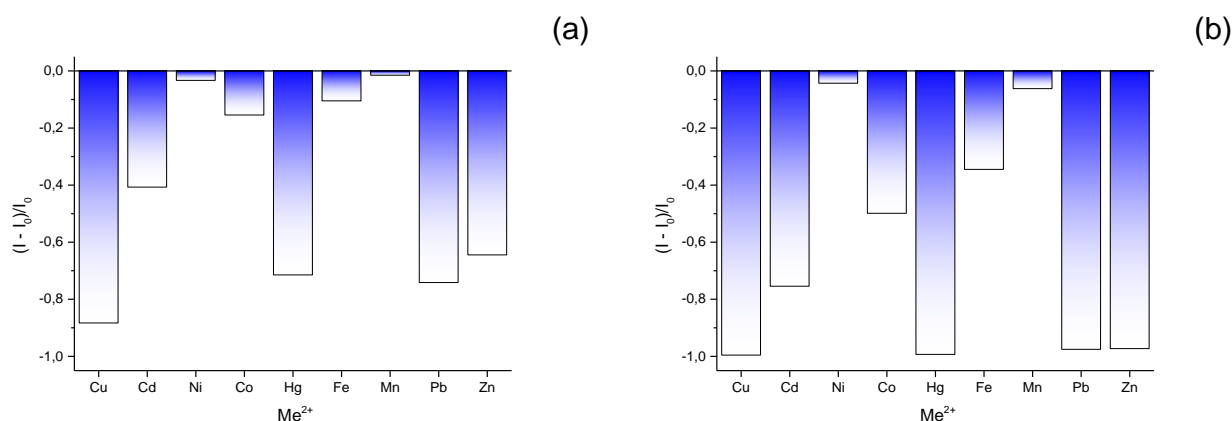 (a)
0,0
-0,2
-0,4
-0,6
-0,8
-1,0
(I - I₀)/I₀
Cu Cd Ni Co Hg Fe Mn Pb Zn
Me²⁺
(b)
0,0
-0,2
-0,4
-0,6
-0,8
-1,0
(I - I₀)/I₀
Cu Cd Ni Co Hg Fe Mn Pb Zn
Me²⁺